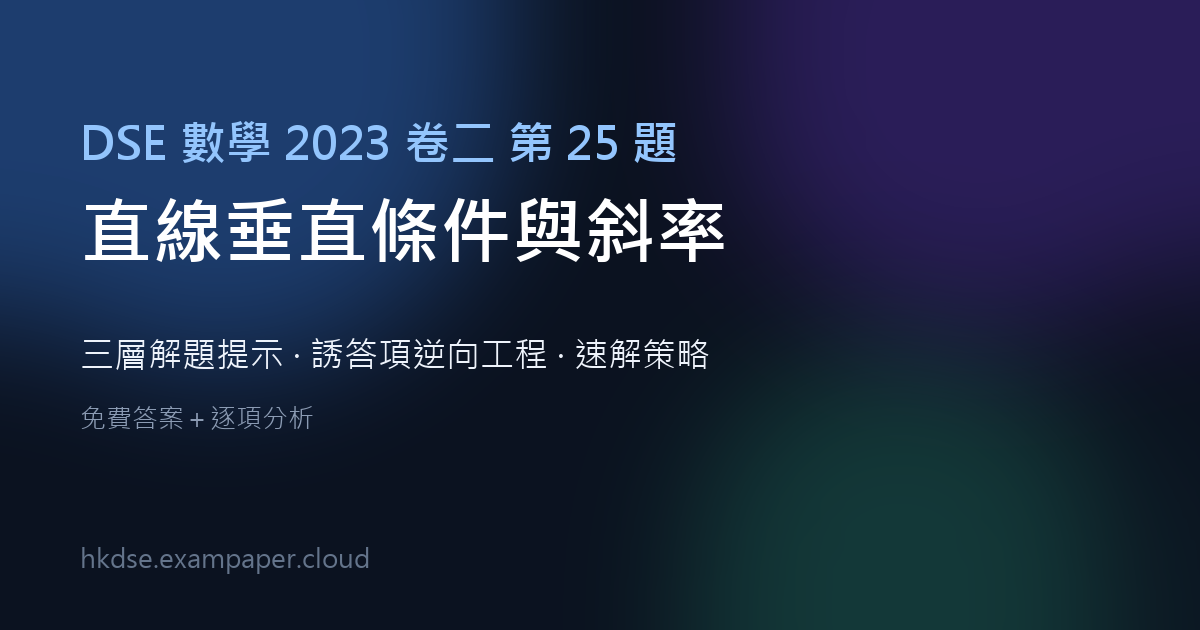 DSE 數學 2023 卷二 第 25 題
直線垂直條件與斜率
三層解題提示 · 誘答項逆向工程 · 速解策略
免費答案 + 逐項分析
hkdse.exampaper.cloud